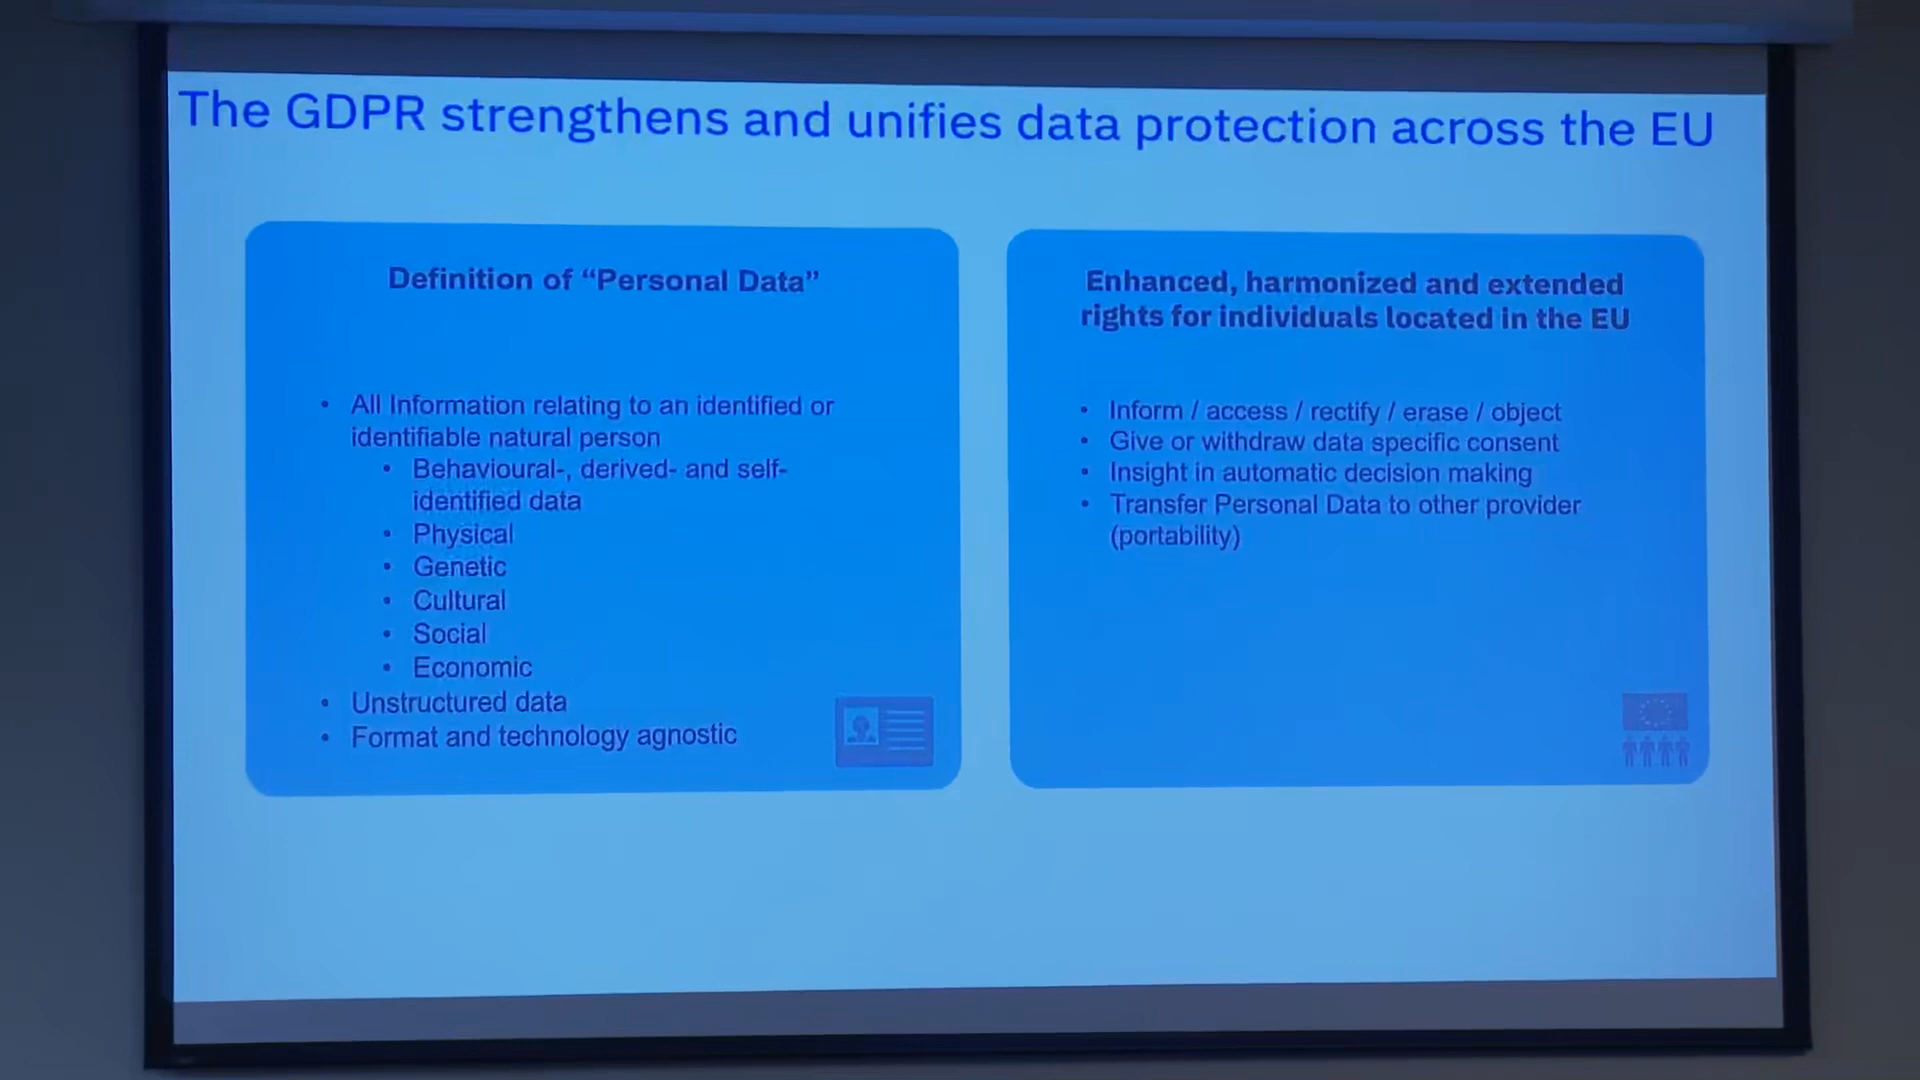 The GDPR strengthens and unifies data protection across the EU
Definition of “Personal Data”
• All Information relating to an identified or
identifiable natural person
• Behavioural-, derived- and self-
identified data
• Physical
• Genetic
• Cultural
• Social
• Economic
• Unstructured data
• Format and technology agnostic
Enhanced, harmonized and extended
rights for individuals located in the EU
• Inform / access / rectify / erase / object
• Give or withdraw data specific consent
• Insight in automatic decision making
• Transfer Personal Data to other provider
(portability)